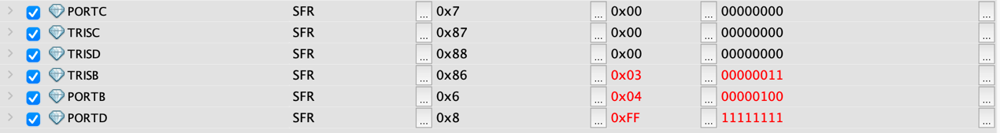 PORTC SFR ... 0x7 ... 0x00 ... 00000000 ...
TRISC SFR ... 0x87 ... 0x00 ... 00000000 ...
TRISD SFR ... 0x88 ... 0x00 ... 00000000 ...
TRISB SFR ... 0x86 ... 0x03 ... 00000011 ...
PORTB SFR ... 0x6 ... 0x04 ... 00000100 ...
PORTD SFR ... 0x8 ... 0xFF ... 11111111 ...